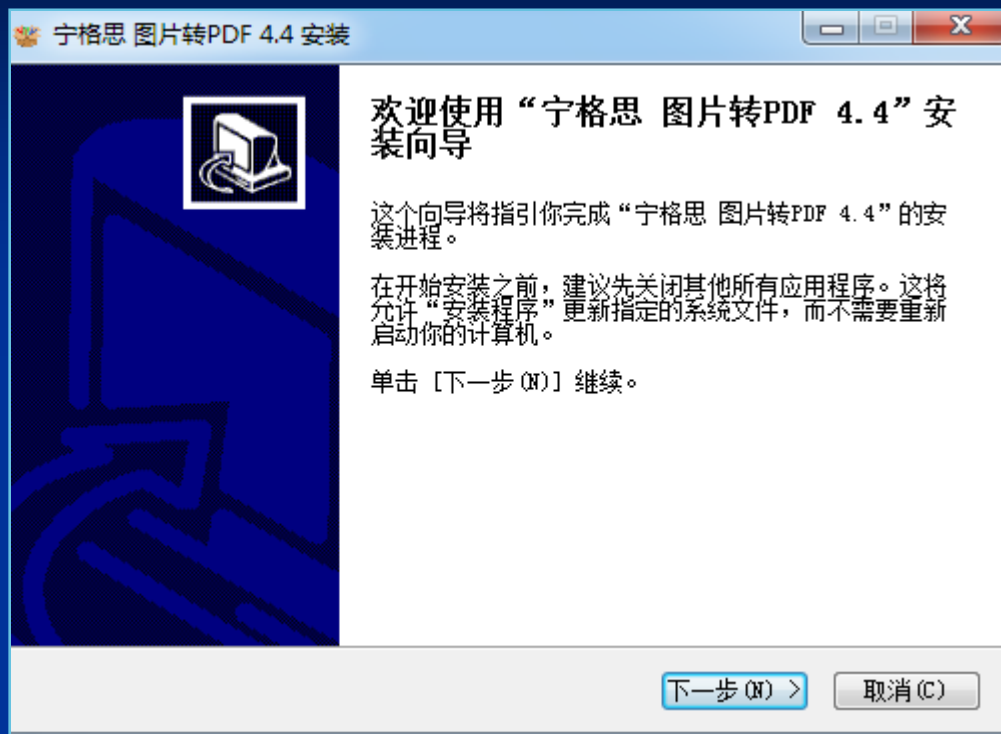 宁格思 图片转PDF 4.4 安装
欢迎使用“宁格思 图片转PDF 4.4”安
装向导
这个向导将指引你完成“宁格思 图片转PDF 4.4”的安
装进程。
在开始安装之前，建议先关闭其他所有应用程序。这将
允许“安装程序”更新指定的系统文件，而不需要重新
启动你的计算机。
单击 [下一步(N)] 继续。
下一步(N) >
取消(C)